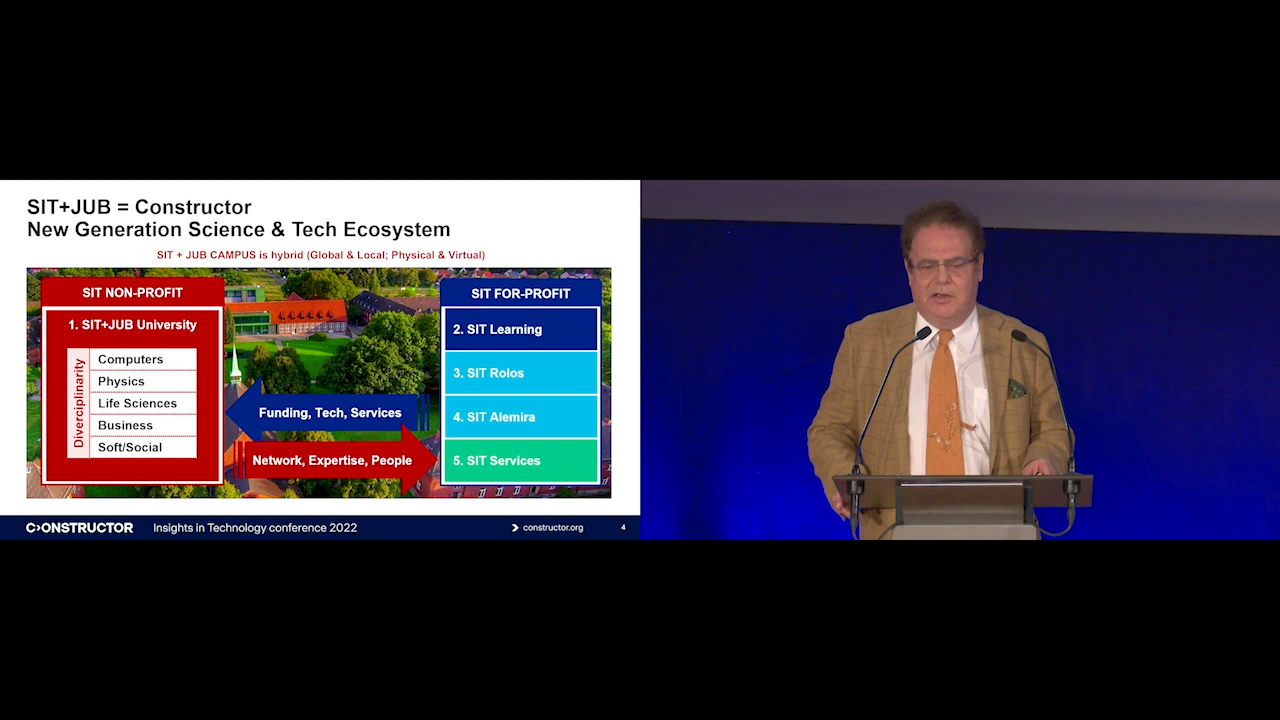 SIT+JUB = Constructor
New Generation Science & Tech Ecosystem
SIT + JUB CAMPUS is hybrid (Global & Local; Physical & Virtual)
SIT NON-PROFIT
1. SIT+JUB University
Diverciplinarity
Computers
Physics
Life Sciences
Business
Soft/Social
Funding, Tech, Services
Network, Expertise, People
SIT FOR-PROFIT
2. SIT Learning
3. SIT Rolos
4. SIT Alemira
5. SIT Services
CONSTRUCTOR
Insights in Technology conference 2022
constructor.org
4